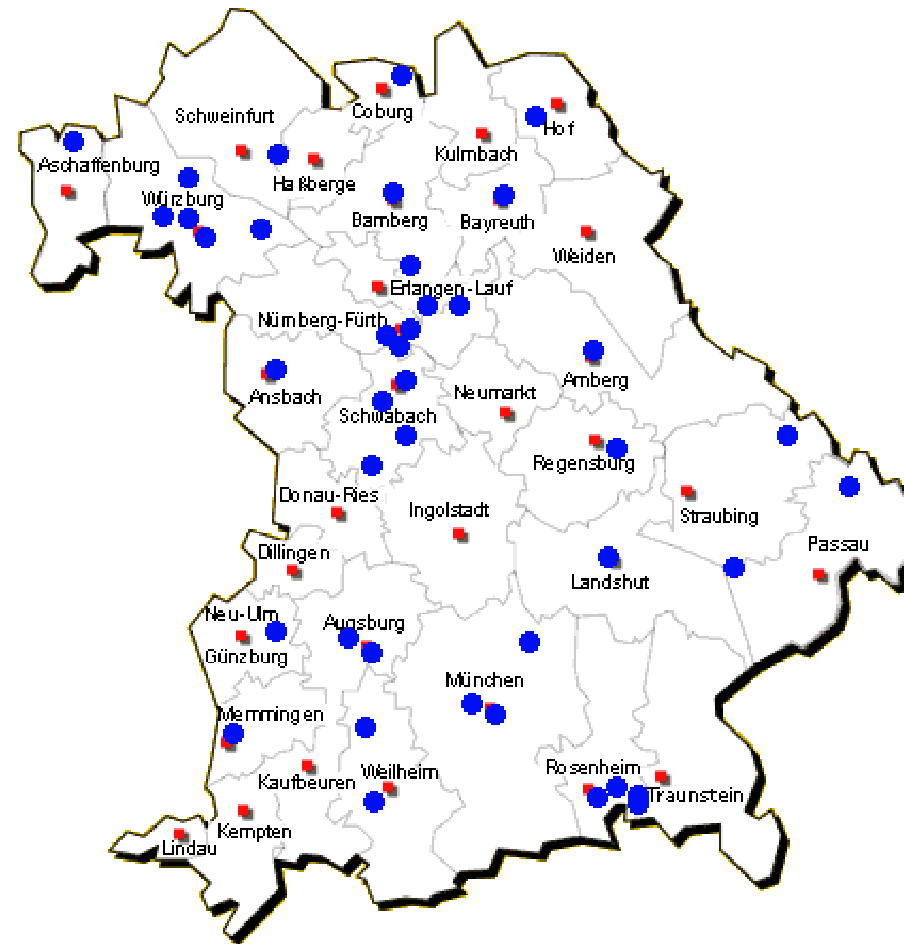 Schweinfurt
Coburg
Hof
Kulmbach
Aschaffenburg
Haßberge
Würzburg
Bamberg
Bayreuth
Weiden
Erlangen-Lauf
Nürnberg-Fürth
Ansbach
Neumarkt
Amberg
Schwabach
Regensburg
Donau-Ries
Ingolstadt
Straubing
Passau
Dillingen
Landshut
Neu-Ulm
Günzburg
Augsburg
München
Memmingen
Kaufbeuren
Weilheim
Rosenheim
Traunstein
Kempten
Lindau